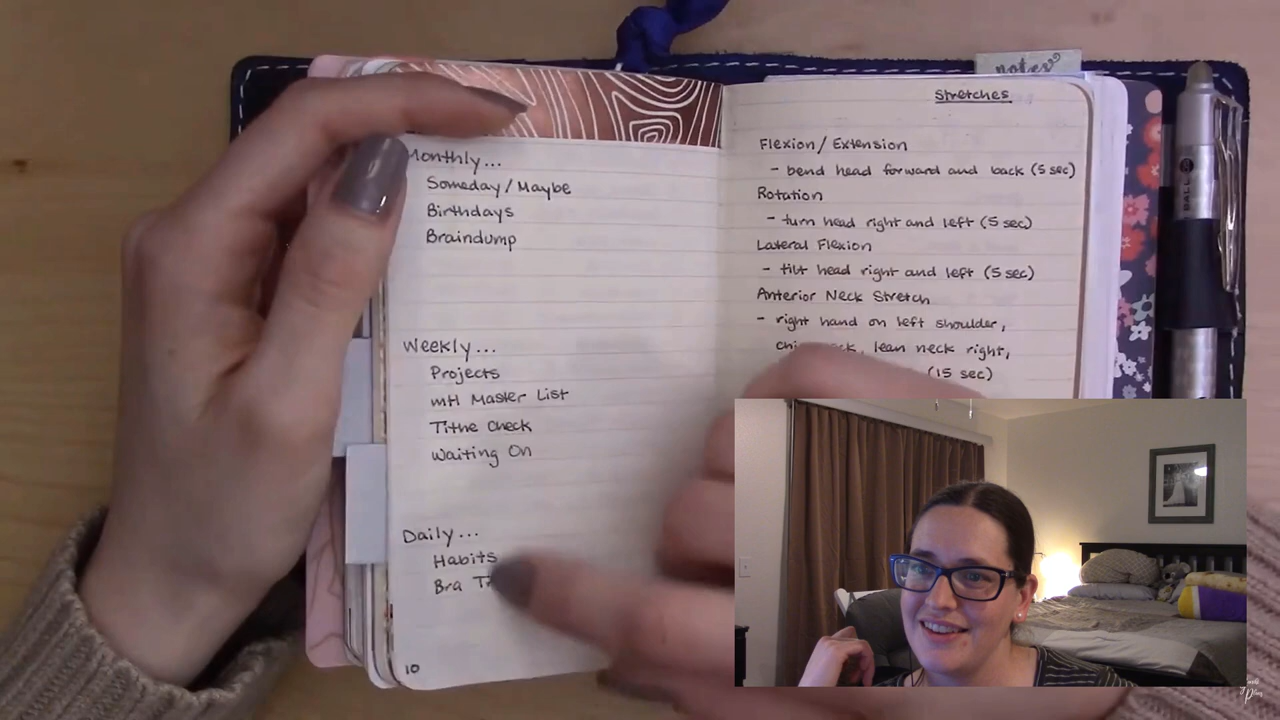 notes
Monthly...
Someday/Maybe
Birthdays
Braindump
Weekly...
Projects
mH Master List
Tithe Check
Waiting On
Daily...
Habits
Bra
10
Stretches
Flexion/Extension
- bend head forward and back (5 sec)
Rotation
- turn head right and left (5 sec)
Lateral Flexion
- tilt head right and left (5 sec)
Anterior Neck Stretch
- right hand on left shoulder,
lean neck right,
(15 sec)
BALL